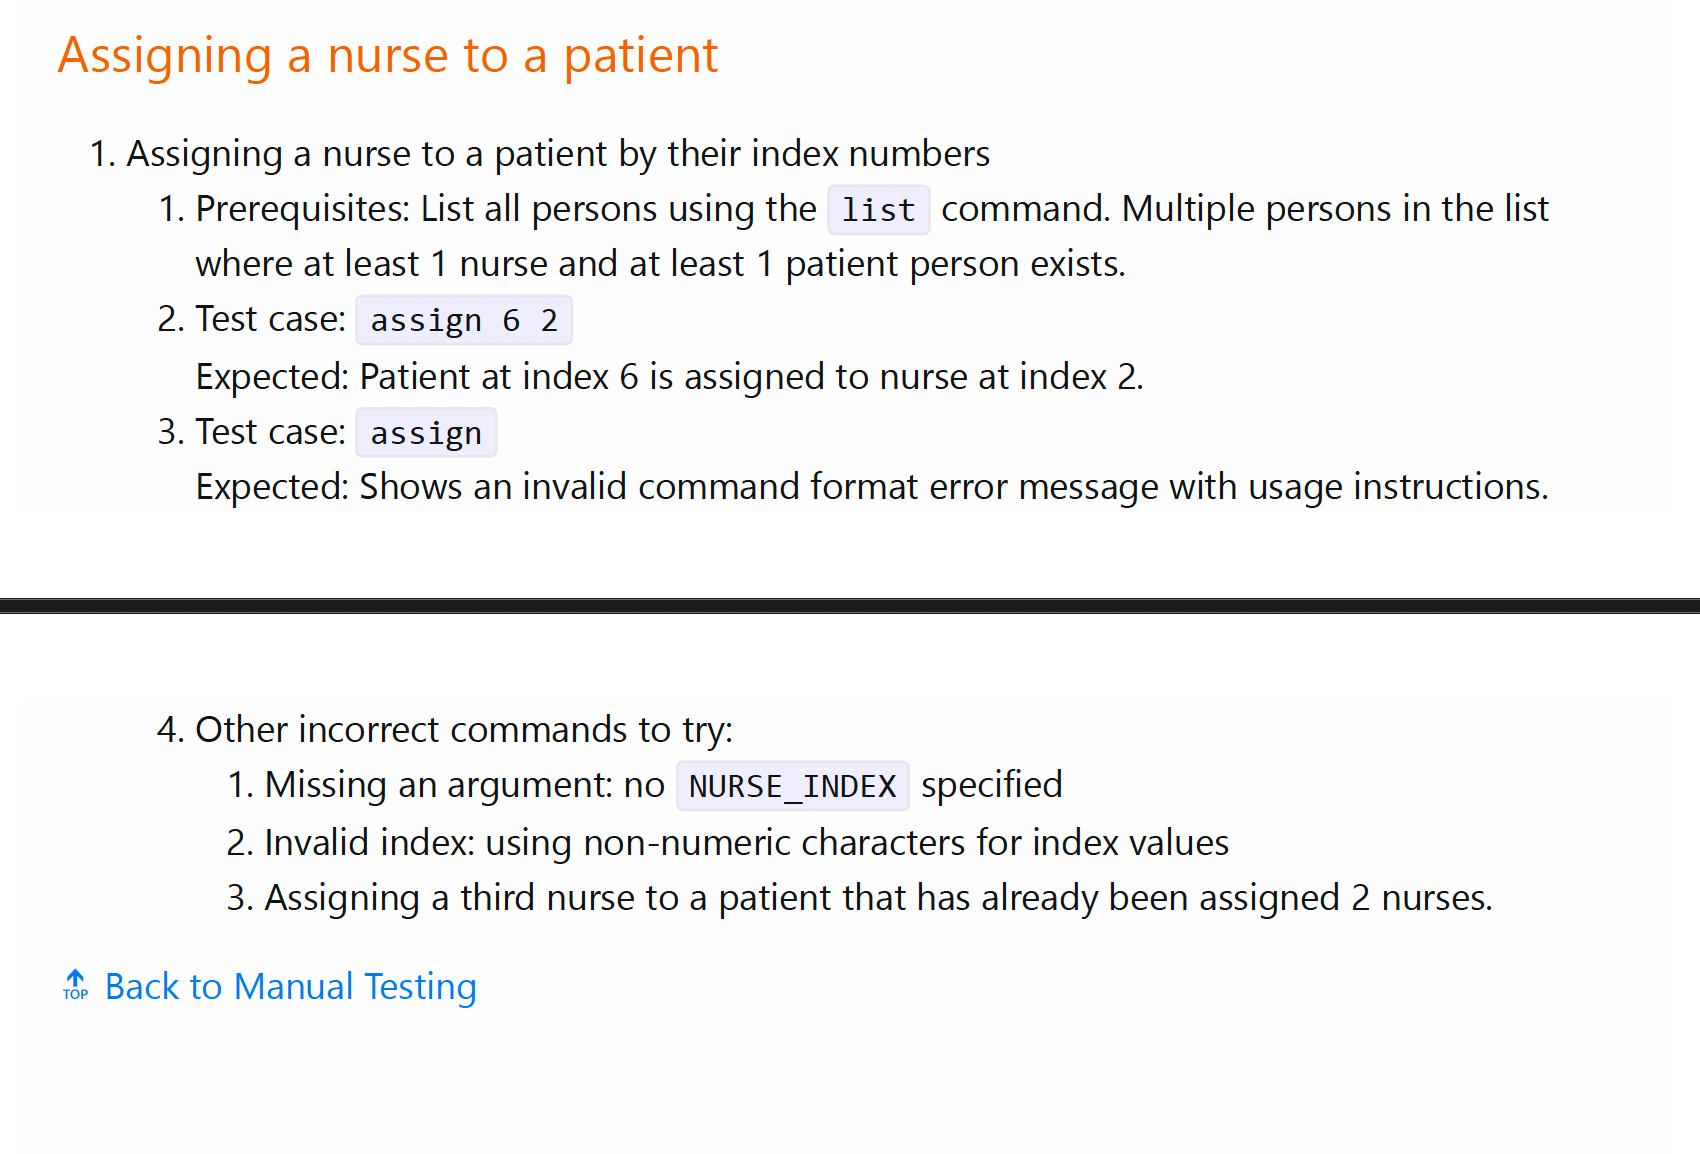 Assigning a nurse to a patient
1. Assigning a nurse to a patient by their index numbers
1. Prerequisites: List all persons using the list command. Multiple persons in the list
where at least 1 nurse and at least 1 patient person exists.
2. Test case: assign 6 2
Expected: Patient at index 6 is assigned to nurse at index 2.
3. Test case: assign
Expected: Shows an invalid command format error message with usage instructions.
4. Other incorrect commands to try:
1. Missing an argument: no NURSE_INDEX specified
2. Invalid index: using non-numeric characters for index values
3. Assigning a third nurse to a patient that has already been assigned 2 nurses.
TOP Back to Manual Testing